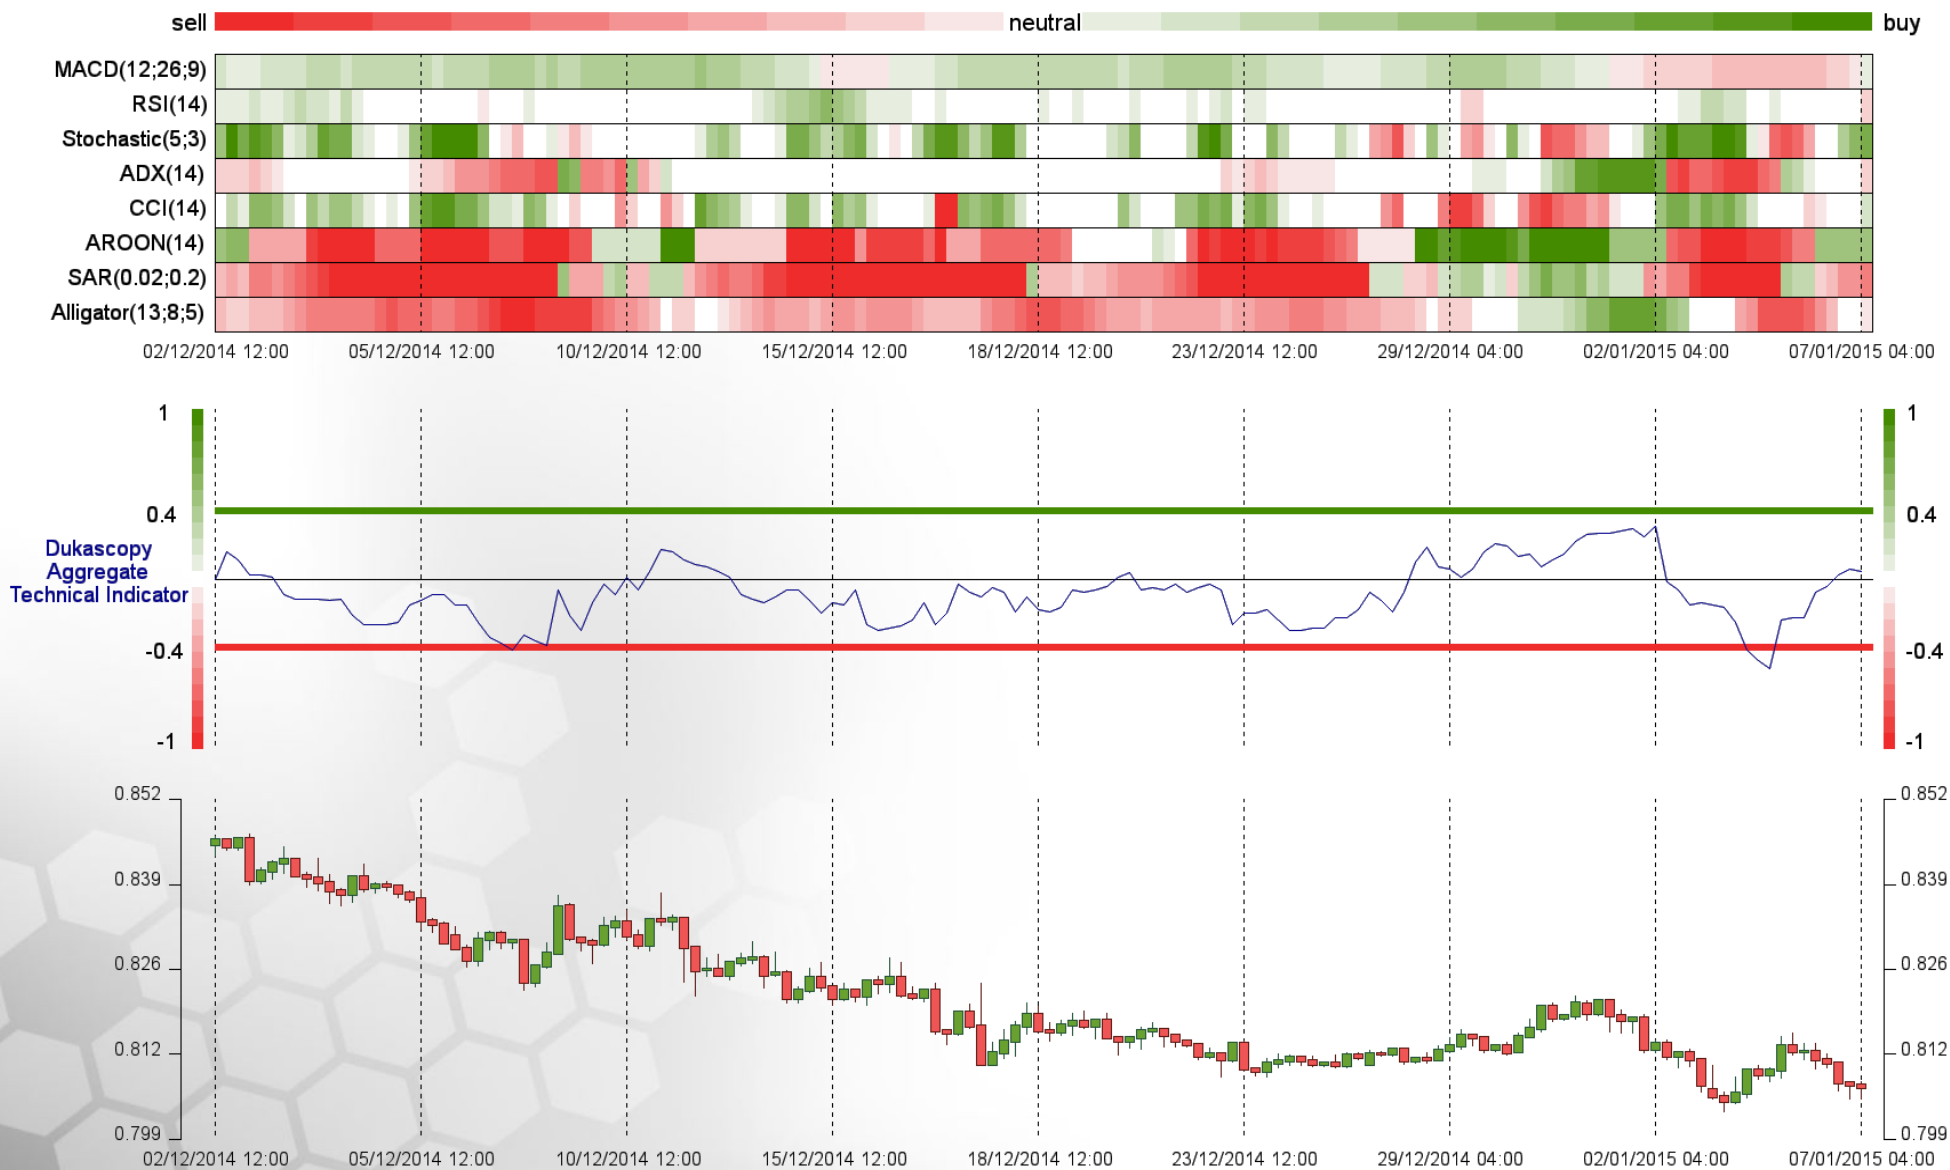 sell neutral buy
MACD(12;26;9)
RSI(14)
Stochastic(5;3)
ADX(14)
CCI(14)
AROON(14)
SAR(0.02;0.2)
Alligator(13;8;5)
02/12/2014 12:00 05/12/2014 12:00 10/12/2014 12:00 15/12/2014 12:00 18/12/2014 12:00 23/12/2014 12:00 29/12/2014 04:00 02/01/2015 04:00 07/01/2015 04:00
1 1
0.4 0.4
Dukascopy
Aggregate
Technical Indicator
-0.4 -0.4
-1 -1
0.852 0.852
0.839 0.839
0.826 0.826
0.812 0.812
0.799 0.799
02/12/2014 12:00 05/12/2014 12:00 10/12/2014 12:00 15/12/2014 12:00 18/12/2014 12:00 23/12/2014 12:00 29/12/2014 04:00 02/01/2015 04:00 07/01/2015 04:00